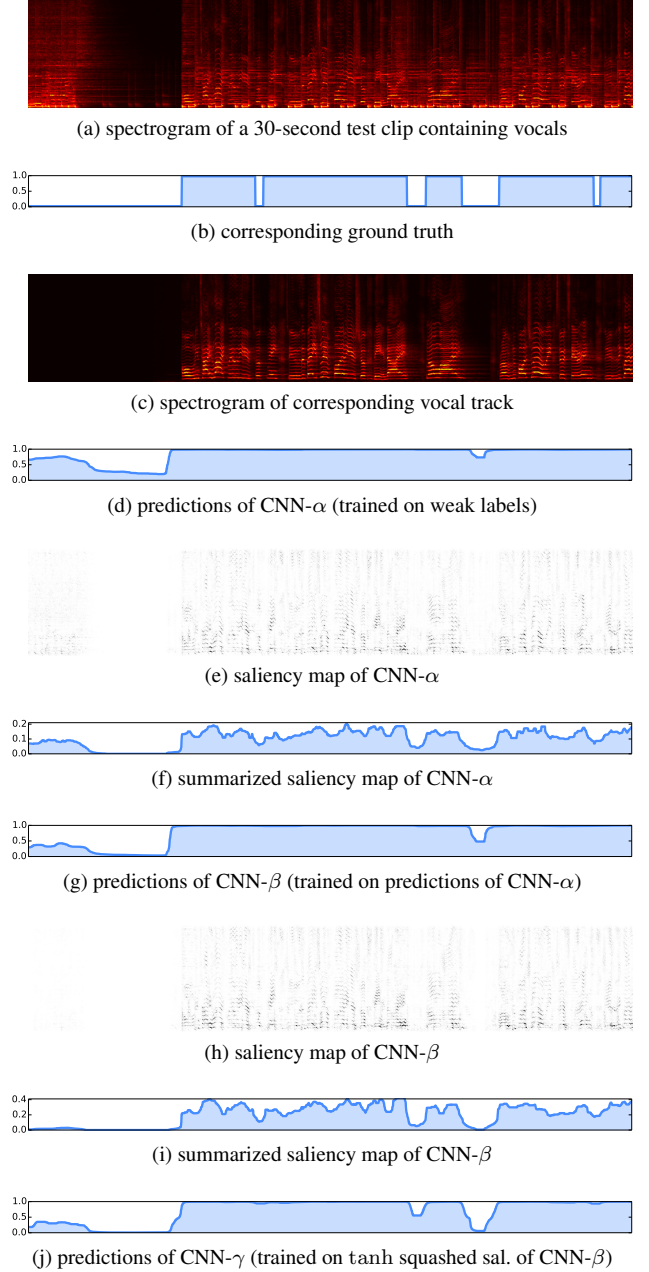 (a) spectrogram of a 30-second test clip containing vocals
1.0
0.5
0.0
(b) corresponding ground truth
(c) spectrogram of corresponding vocal track
1.0
0.5
0.0
(d) predictions of CNN-α (trained on weak labels)
(e) saliency map of CNN-α
0.2
0.1
0.0
(f) summarized saliency map of CNN-α
1.0
0.5
0.0
(g) predictions of CNN-β (trained on predictions of CNN-α)
(h) saliency map of CNN-β
0.4
0.2
0.0
(i) summarized saliency map of CNN-β
1.0
0.5
0.0
(j) predictions of CNN-γ (trained on tanh squashed sal. of CNN-β)